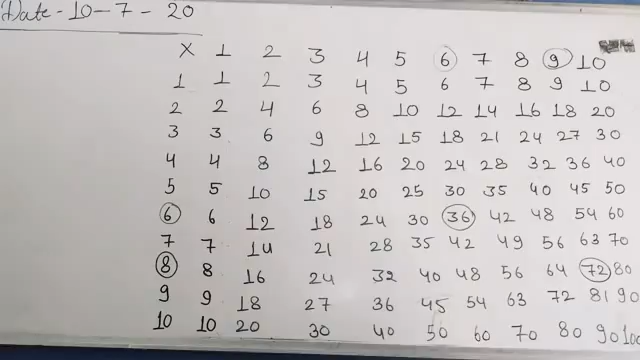 Date - 10 - 7 - 20
X 1 2 3 4 5 6 7 8 9 10
1 1 2 3 4 5 6 7 8 9 10
2 2 4 6 8 10 12 14 16 18 20
3 3 6 9 12 15 18 21 24 27 30
4 4 8 12 16 20 24 28 32 36 40
5 5 10 15 20 25 30 35 40 45 50
6 6 12 18 24 30 36 42 48 54 60
7 7 14 21 28 35 42 49 56 63 70
8 8 16 24 32 40 48 56 64 72 80
9 9 18 27 36 45 54 63 72 81 90
10 10 20 30 40 50 60 70 80 90 100